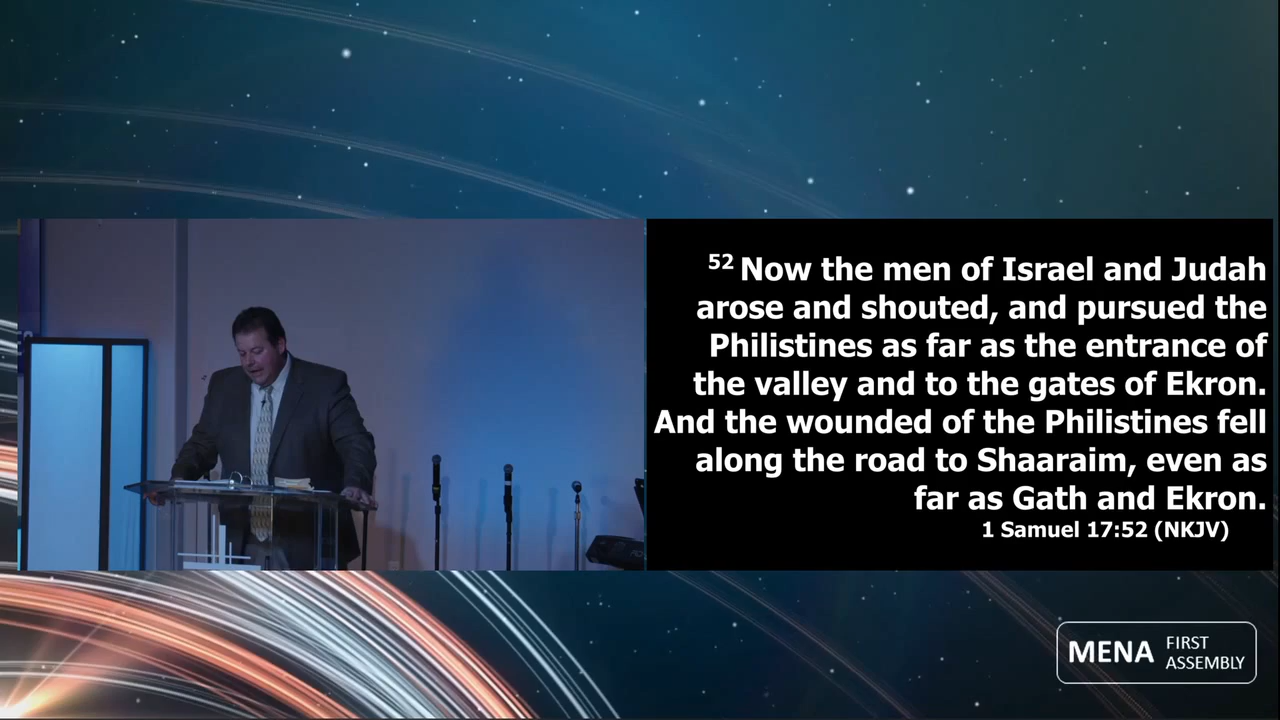 52 Now the men of Israel and Judah
arose and shouted, and pursued the
Philistines as far as the entrance of
the valley and to the gates of Ekron.
And the wounded of the Philistines fell
along the road to Shaaraim, even as
far as Gath and Ekron.
1 Samuel 17:52 (NKJV)
MENA FIRST
ASSEMBLY